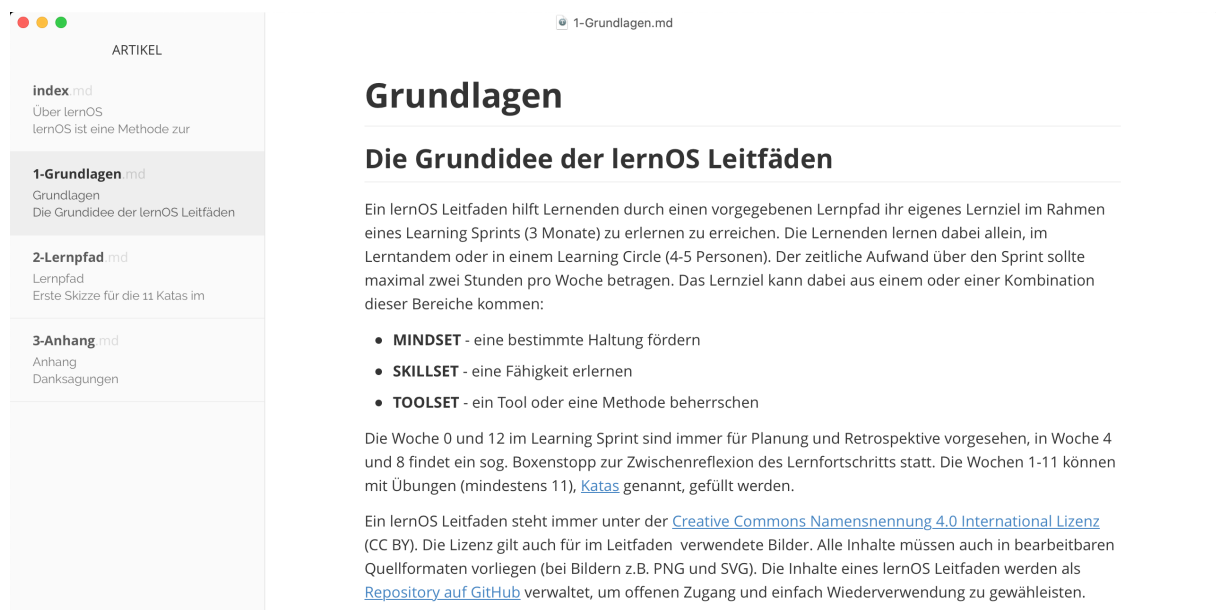 1-Grundlagen.md
ARTIKEL
index.md
Über lernOS
lernOS ist eine Methode zur
1-Grundlagen.md
Grundlagen
Die Grundidee der lernOS Leitfäden
2-Lernpfad.md
Lernpfad
Erste Skizze für die 11 Katas im
3-Anhang.md
Anhang
Danksagungen
Grundlagen
Die Grundidee der lernOS Leitfäden
Ein lernOS Leitfaden hilft Lernenden durch einen vorgegebenen Lernpfad ihr eigenes Lernziel im Rahmen
eines Learning Sprints (3 Monate) zu erlernen zu erreichen. Die Lernenden lernen dabei allein, im
Lerntandem oder in einem Learning Circle (4-5 Personen). Der zeitliche Aufwand über den Sprint sollte
maximal zwei Stunden pro Woche betragen. Das Lernziel kann dabei aus einem oder einer Kombination
dieser Bereiche kommen:
• MINDSET - eine bestimmte Haltung fördern
• SKILLSET - eine Fähigkeit erlernen
• TOOLSET - ein Tool oder eine Methode beherrschen
Die Woche 0 und 12 im Learning Sprint sind immer für Planung und Retrospektive vorgesehen, in Woche 4
und 8 findet ein sog. Boxenstopp zur Zwischenreflexion des Lernfortschritts statt. Die Wochen 1-11 können
mit Übungen (mindestens 11), Katas genannt, gefüllt werden.
Ein lernOS Leitfaden steht immer unter der Creative Commons Namensnennung 4.0 International Lizenz
(CC BY). Die Lizenz gilt auch für im Leitfaden verwendete Bilder. Alle Inhalte müssen auch in bearbeitbaren
Quellformaten vorliegen (bei Bildern z.B. PNG und SVG). Die Inhalte eines lernOS Leitfaden werden als
Repository auf GitHub verwaltet, um offenen Zugang und einfach Wiederverwendung zu gewähleisten.